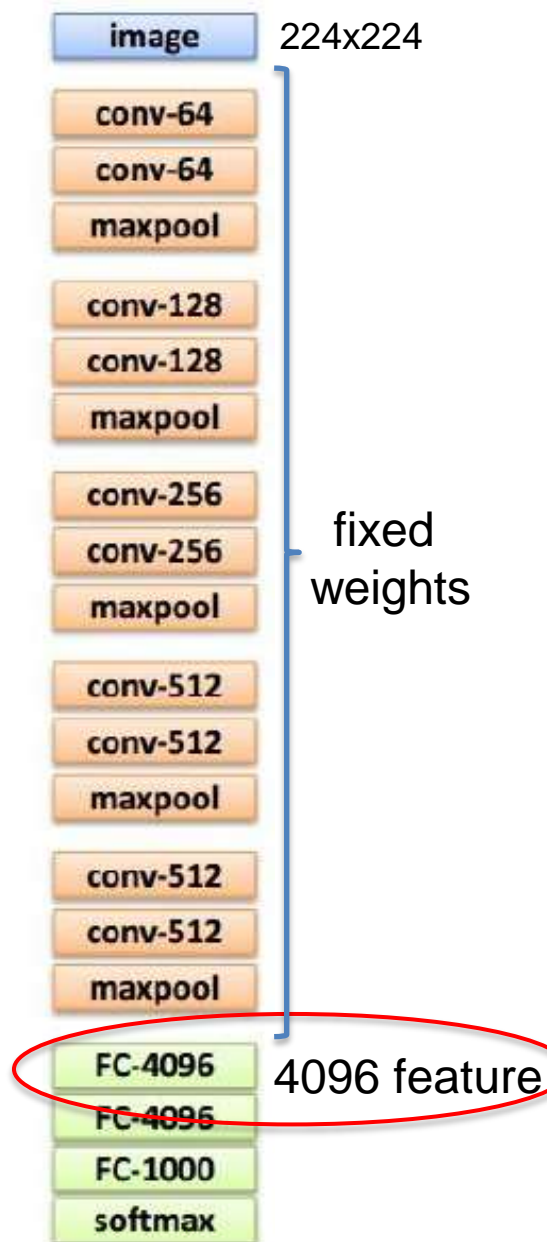 image 224x224
conv-64
conv-64
maxpool
conv-128
conv-128
maxpool
conv-256
conv-256
maxpool
fixed
weights
conv-512
conv-512
maxpool
conv-512
conv-512
maxpool
FC-4096 4096 feature
FC-4096
FC-1000
softmax